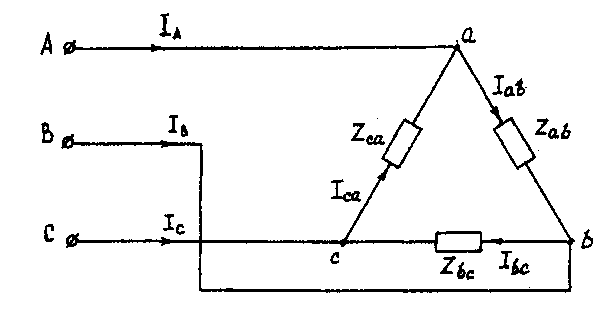 A I_A a
I_ab
Z_ca Z_ab
B I_B
I_ca
C I_C c Z_bc I_bc b